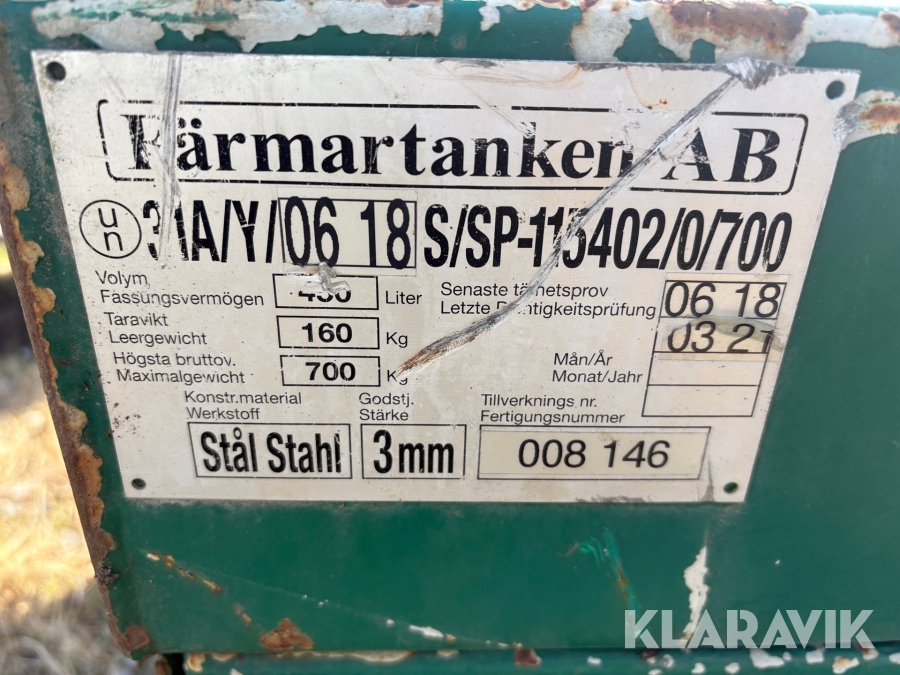 Färmartanken AB
un 31A/Y/06 18 S/SP-115402/0/700
Volym
Fassungsvermögen 430 Liter
Taravikt
Leergewicht 160 Kg
Högsta bruttov.
Maximalgewicht 700 Kg
Senaste täthetsprov
Letzte Dichtigkeitsprüfung 06 18
03 21
Mån/År
Monat/Jahr
Konstr.material
Werkstoff
Stål Stahl
Godstj.
Stärke
3mm
Tillverknings nr.
Fertigungsnummer
008 146
KLARAVIK